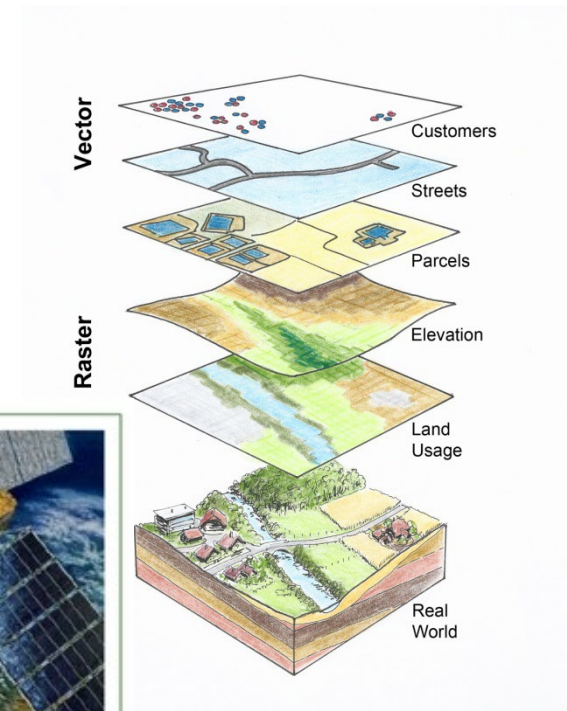 Vector
Customers
Streets
Parcels
Raster
Elevation
Land
Usage
Real
World